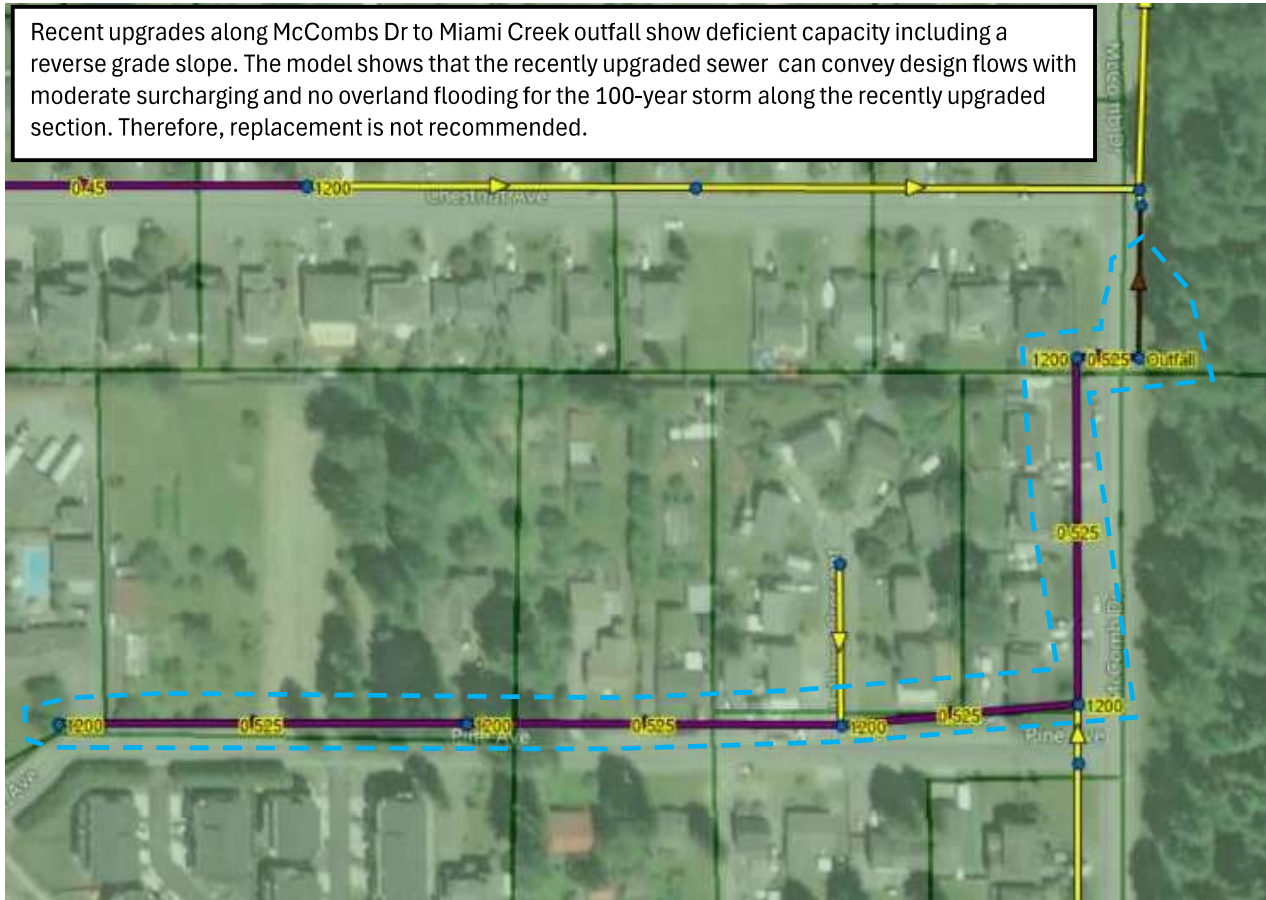 Recent upgrades along McCombs Dr to Miami Creek outfall show deficient capacity including a
reverse grade slope. The model shows that the recently upgraded sewer can convey design flows with
moderate surcharging and no overland flooding for the 100-year storm along the recently upgraded
section. Therefore, replacement is not recommended.
0.45
1200
Chestnut Ave
1200
0.525
Outfall
0.525
1200
0.525
1200
0.525
1200
0.525
1200
Pine Ave
Pine Ave
Ave